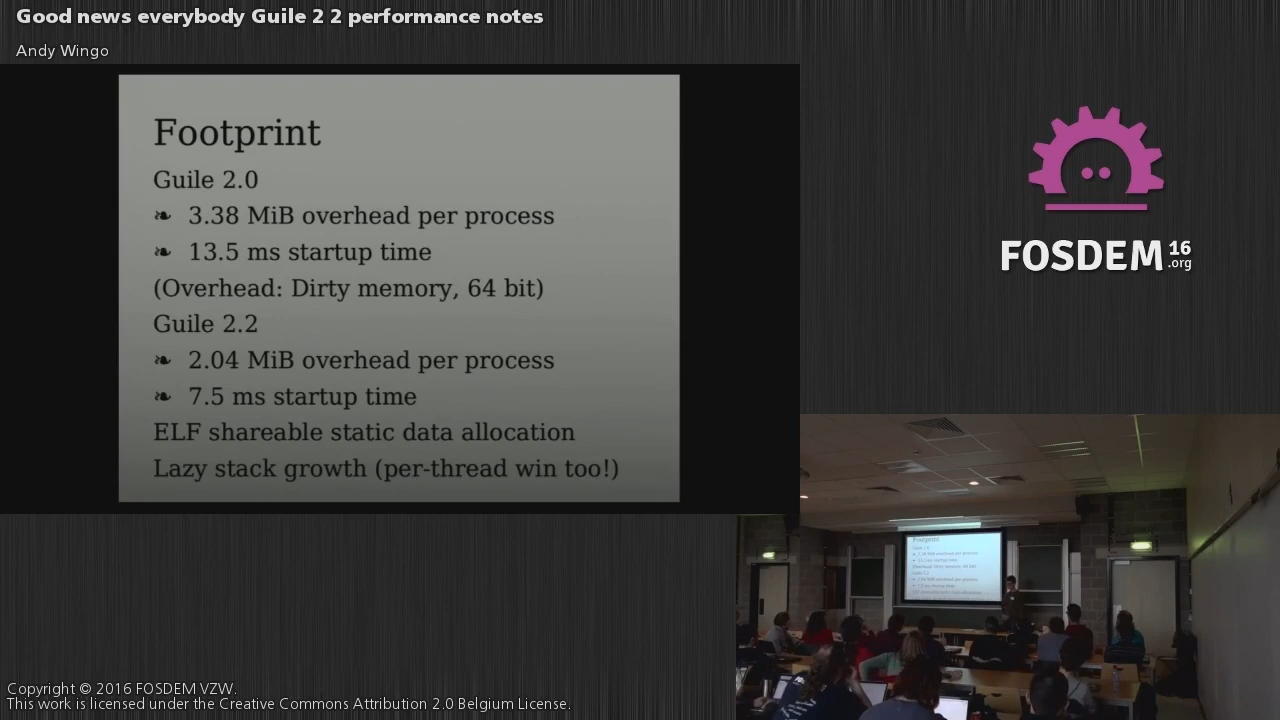 Good news everybody Guile 2 2 performance notes
Andy Wingo
Footprint
Guile 2.0
❧ 3.38 MiB overhead per process
❧ 13.5 ms startup time
(Overhead: Dirty memory, 64 bit)
Guile 2.2
❧ 2.04 MiB overhead per process
❧ 7.5 ms startup time
ELF shareable static data allocation
Lazy stack growth (per-thread win too!)
FOSDEM 16 .org
Footprint
Copyright © 2016 FOSDEM VZW.
This work is licensed under the Creative Commons Attribution 2.0 Belgium License.